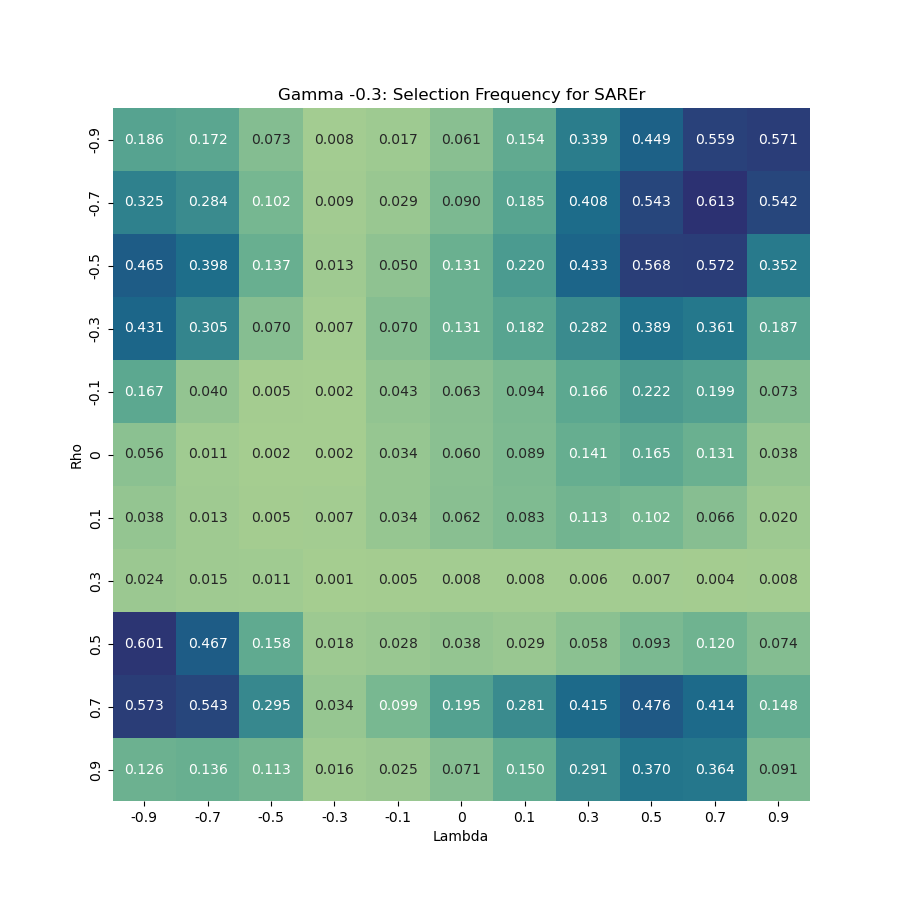 Gamma -0.3: Selection Frequency for SAREr
Rho
-0.9 0.186 0.172 0.073 0.008 0.017 0.061 0.154 0.339 0.449 0.559 0.571
-0.7 0.325 0.284 0.102 0.009 0.029 0.090 0.185 0.408 0.543 0.613 0.542
-0.5 0.465 0.398 0.137 0.013 0.050 0.131 0.220 0.433 0.568 0.572 0.352
-0.3 0.431 0.305 0.070 0.007 0.070 0.131 0.182 0.282 0.389 0.361 0.187
-0.1 0.167 0.040 0.005 0.002 0.043 0.063 0.094 0.166 0.222 0.199 0.073
0 0.056 0.011 0.002 0.002 0.034 0.060 0.089 0.141 0.165 0.131 0.038
0.1 0.038 0.013 0.005 0.007 0.034 0.062 0.083 0.113 0.102 0.066 0.020
0.3 0.024 0.015 0.011 0.001 0.005 0.008 0.008 0.006 0.007 0.004 0.008
0.5 0.601 0.467 0.158 0.018 0.028 0.038 0.029 0.058 0.093 0.120 0.074
0.7 0.573 0.543 0.295 0.034 0.099 0.195 0.281 0.415 0.476 0.414 0.148
0.9 0.126 0.136 0.113 0.016 0.025 0.071 0.150 0.291 0.370 0.364 0.091
-0.9 -0.7 -0.5 -0.3 -0.1 0 0.1 0.3 0.5 0.7 0.9
Lambda